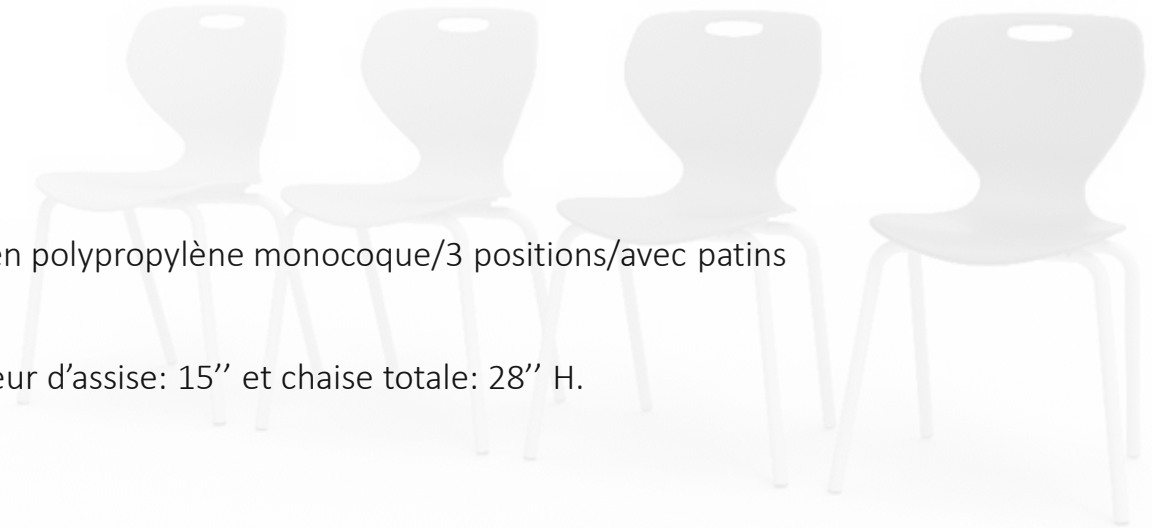 en polypropylène monocoque/3 positions/avec patins
eur d’assise: 15’’ et chaise totale: 28’’ H.